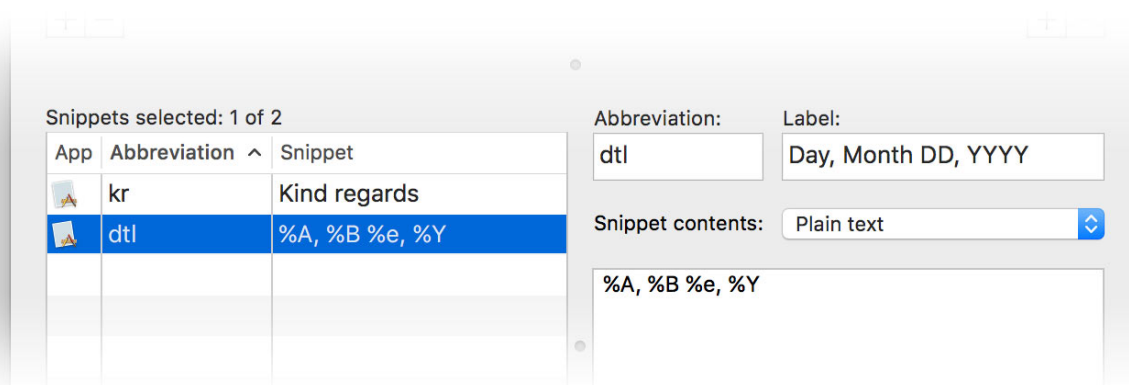 Snippets selected: 1 of 2
App Abbreviation Snippet
kr Kind regards
dtl %A, %B %e, %Y
Abbreviation: Label:
dtl Day, Month DD, YYYY
Snippet contents: Plain text
%A, %B %e, %Y